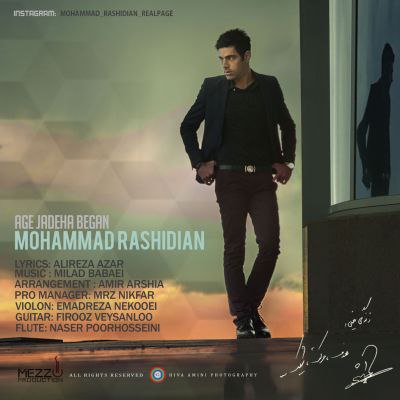 INSTAGRAM: MOHAMMAD_RASHIDIAN_REALPAGE
AGE JADEHA BEGAN
MOHAMMAD RASHIDIAN
LYRICS: ALIREZA AZAR
MUSIC : MILAD BABAEI
ARRANGEMENT : AMIR ARSHIA
PRO MANAGER: MRZ NIKFAR
VIOLON: EMADREZA NEKOOEI
GUITAR: FIROOZ VEYSANLOO
FLUTE: NASER POORHOSSEINI
MEZZO PRODUCTION ALL RIGHTS RESERVED DIVA AMINI PHOTOGRAPHY